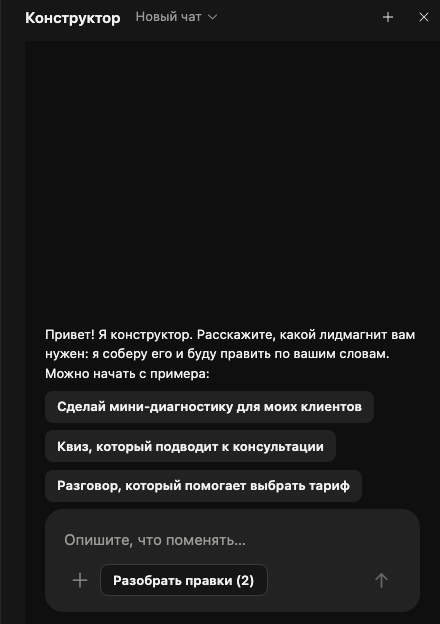 Конструктор Новый чат
Привет! Я конструктор. Расскажите, какой лидмагнит вам
нужен: я соберу его и буду править по вашим словам.
Можно начать с примера:
Сделай мини-диагностику для моих клиентов
Квиз, который подводит к консультации
Разговор, который помогает выбрать тариф
Опишите, что поменять...
Разобрать правки (2)